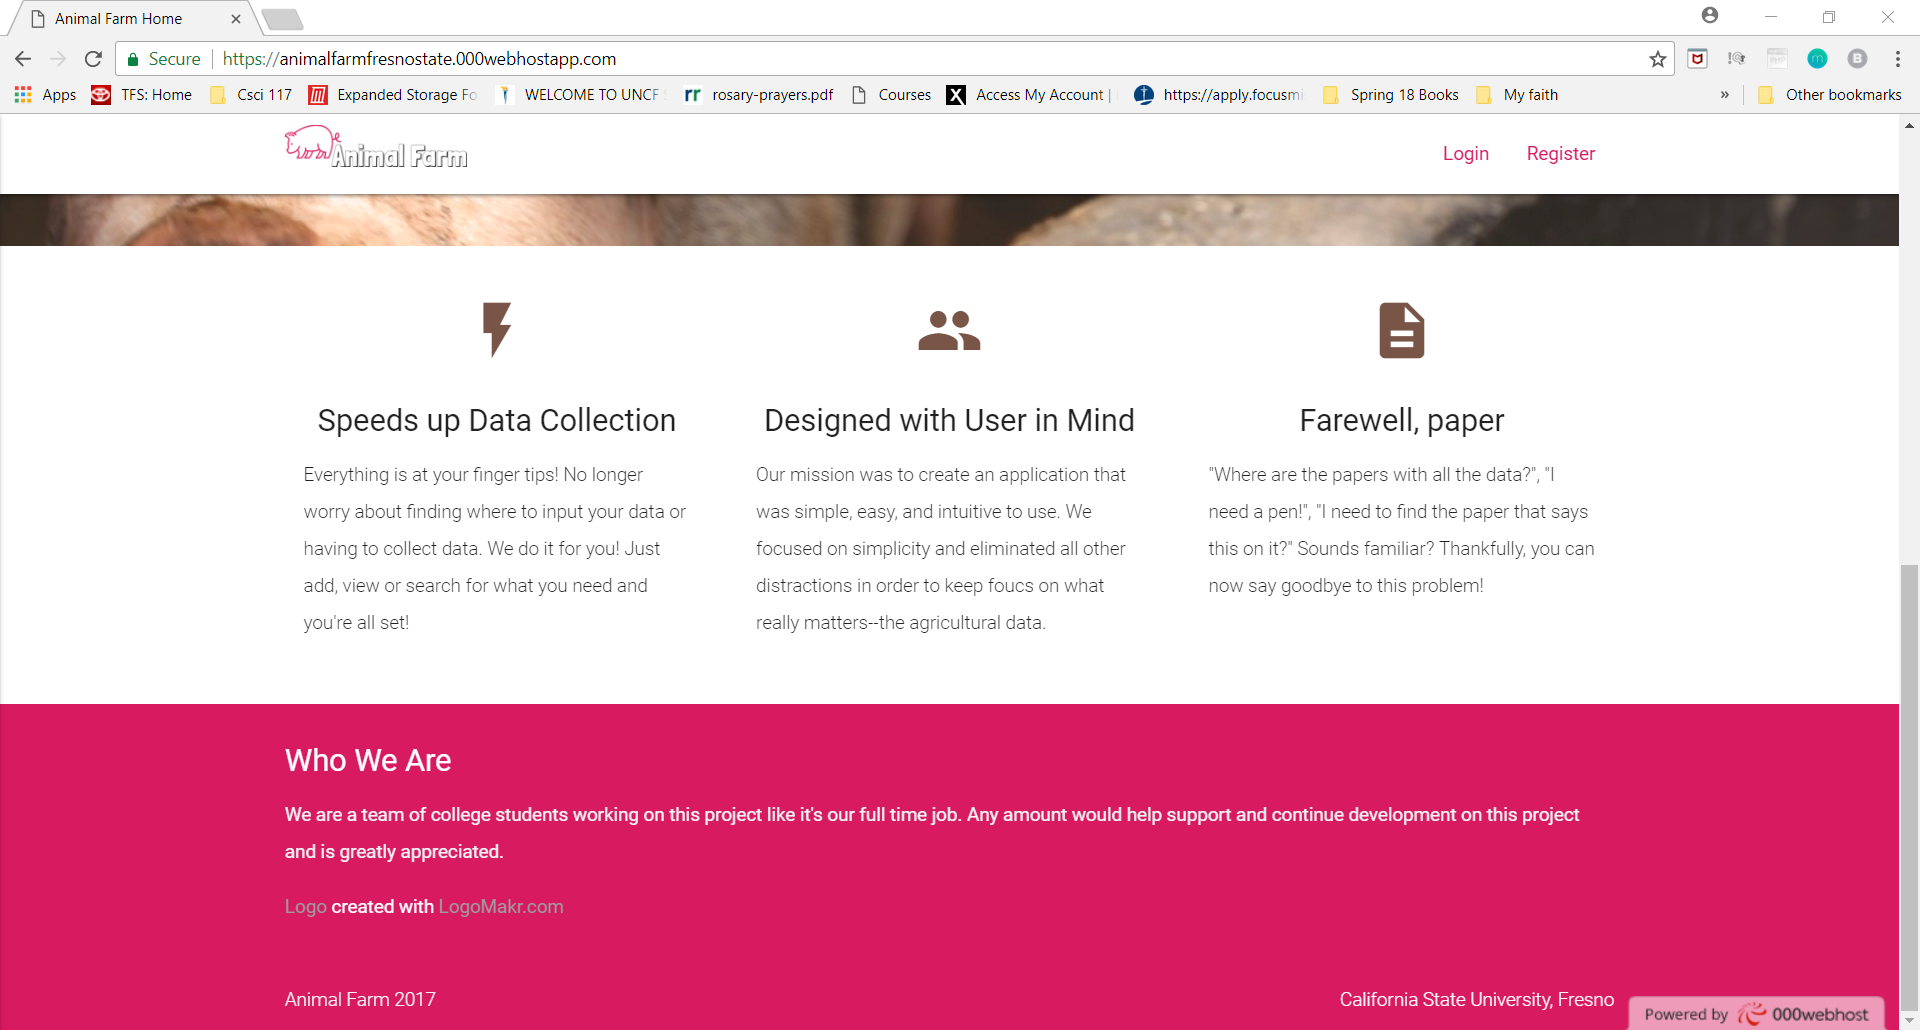 Animal Farm Home
Secure
https://animalfarmfresnostate.000webhostapp.com
Apps
TFS: Home
Csci 117
Expanded Storage Fo
WELCOME TO UNCF
rr rosary-prayers.pdf
Courses
X Access My Account |
https://apply.focusmi
Spring 18 Books
My faith
»
Other bookmarks
Animal Farm
Login
Register
Speeds up Data Collection
Everything is at your finger tips! No longer
worry about finding where to input your data or
having to collect data. We do it for you! Just
add, view or search for what you need and
you're all set!
Designed with User in Mind
Our mission was to create an application that
was simple, easy, and intuitive to use. We
focused on simplicity and eliminated all other
distractions in order to keep foucs on what
really matters--the agricultural data.
Farewell, paper
"Where are the papers with all the data?", "I
need a pen!", "I need to find the paper that says
this on it?" Sounds familiar? Thankfully, you can
now say goodbye to this problem!
Who We Are
We are a team of college students working on this project like it's our full time job. Any amount would help support and continue development on this project
and is greatly appreciated.
Logo created with LogoMakr.com
Animal Farm 2017
California State University, Fresno
Powered by 000webhost